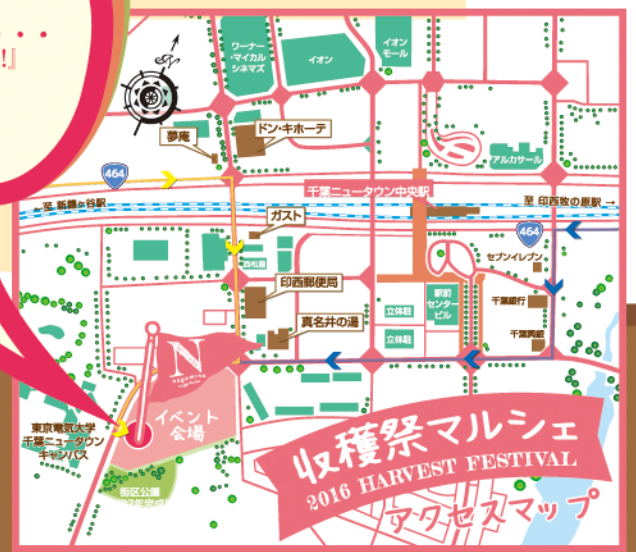 !!』
ワーナー
・マイカル
シネマズ
イオン
イオン
モール
夢庵
ドン・キホーテ
アルカサール
464
千葉ニュータウン中央駅
← 至 新鎌ヶ谷駅
至 印西牧の原駅 →
464
ガスト
西松屋
セブンイレブン
印西郵便局
駅前
センター
ビル
千葉銀行
立体駐
真名井の湯
立体駐
千葉興銀
N
イベント
会場
東京電気大学
千葉ニュータウン
キャンパス
街区公園
収穫祭マルシェ
2016 HARVEST FESTIVAL
アクセスマップ